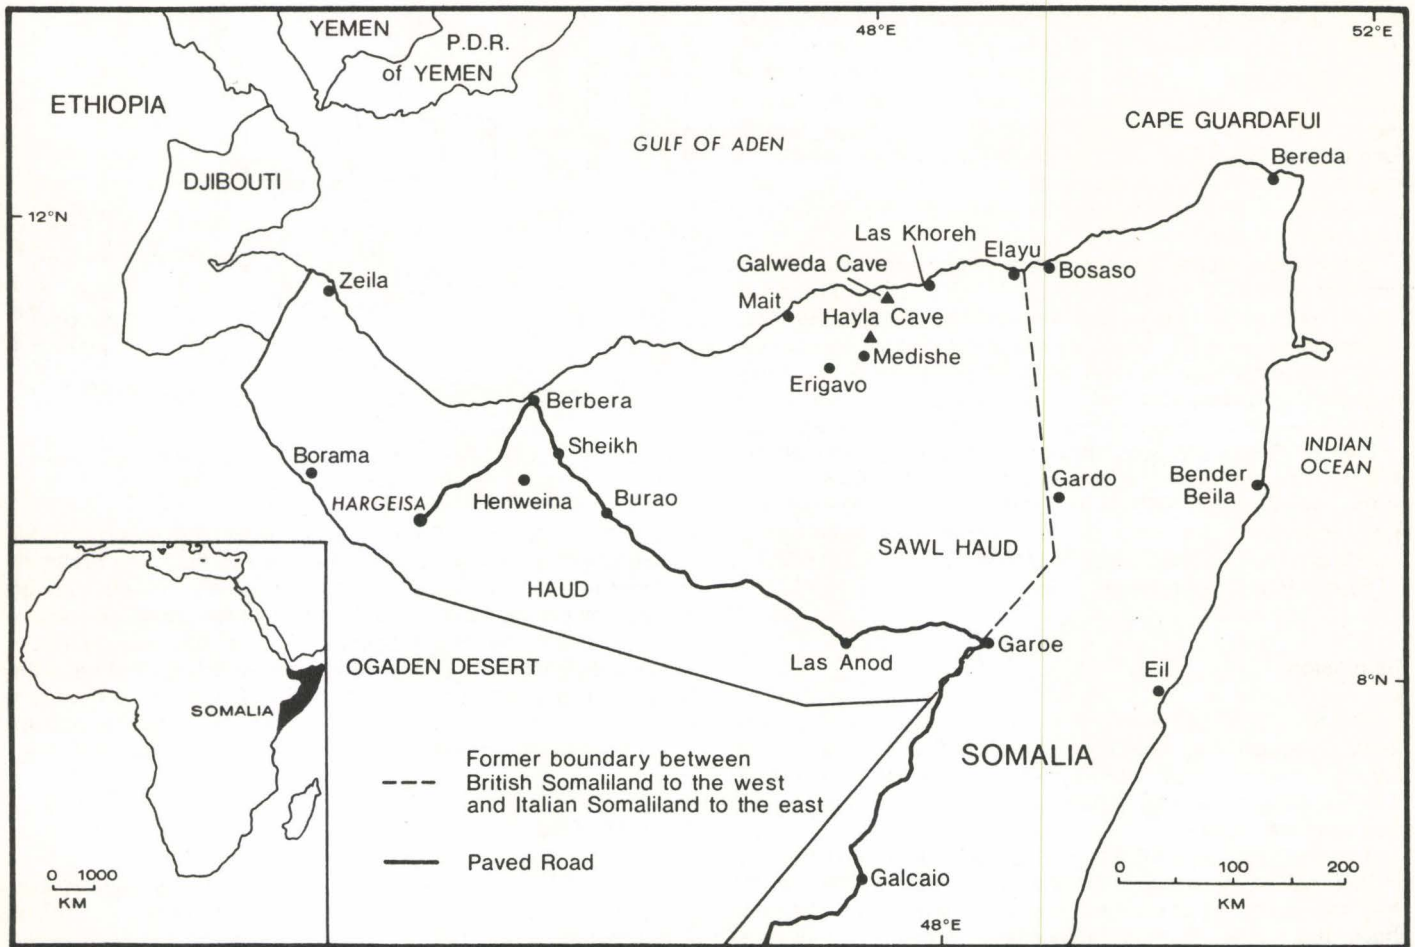 48°E
52°E
YEMEN
P.D.R.
of YEMEN
ETHIOPIA
CAPE GUARDAFUI
GULF OF ADEN
Bereda
DJIBOUTI
12°N
Las Khoreh
Elayu
Galweda Cave
Bosaso
Zeila
Mait
Hayla Cave
Medishe
Erigavo
Berbera
Sheikh
INDIAN
OCEAN
Borama
Gardo
Bender
Beila
HARGEISA
Henweina
Burao
SAWL HAUD
HAUD
Garoe
OGADEN DESERT
Las Anod
Eil
8°N
SOMALIA
SOMALIA
Former boundary between
British Somaliland to the west
and Italian Somaliland to the east
Paved Road
0 1000
KM
Galcaio
0 100 200
KM
48°E